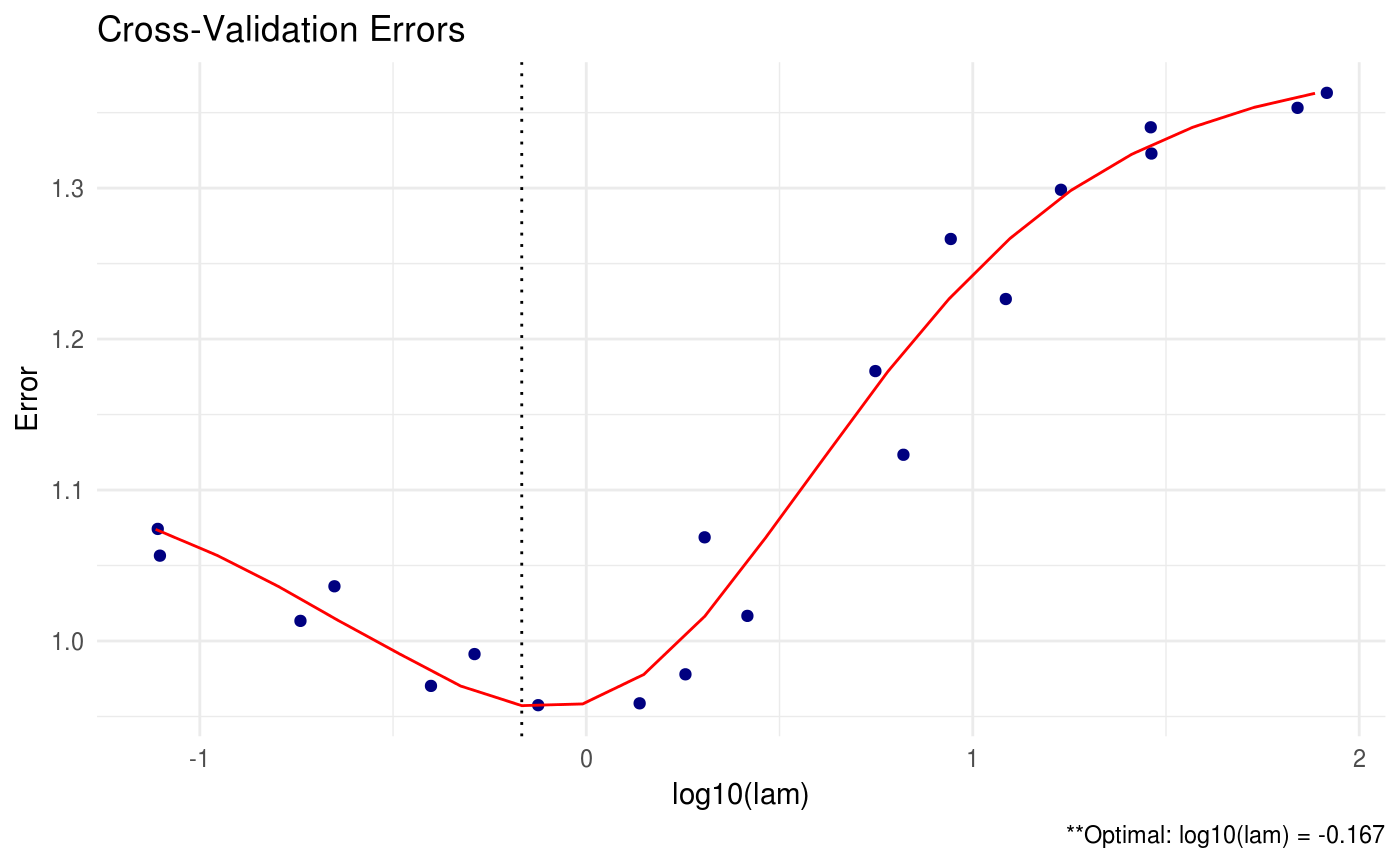 Cross-Validation Errors
1.3
1.2
1.1
1.0
Error
-1 0 1 2
log10(lam)
**Optimal: log10(lam) = -0.167